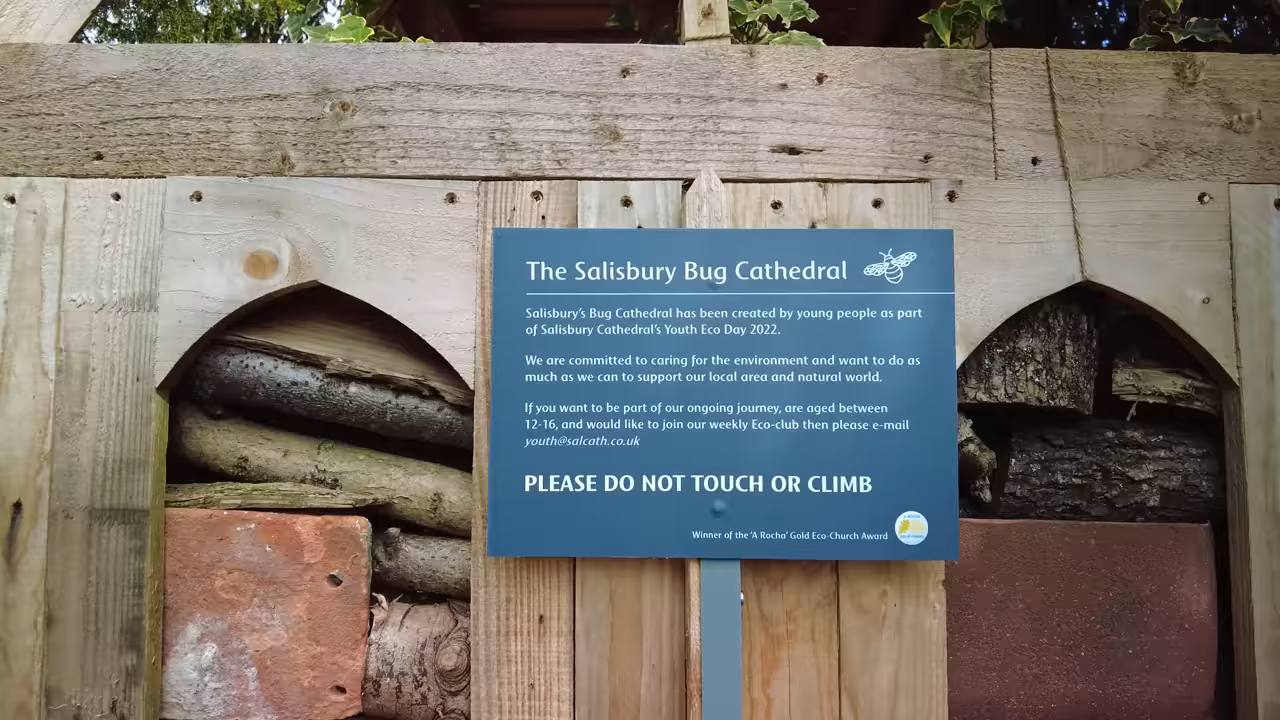 The Salisbury Bug Cathedral
Salisbury's Bug Cathedral has been created by young people as part
of Salisbury Cathedral's Youth Eco Day 2022.
We are committed to caring for the environment and want to do as
much as we can to support our local area and natural world.
If you want to be part of our ongoing journey, are aged between
12-16, and would like to join our weekly Eco-club then please e-mail
youth@salcath.co.uk
PLEASE DO NOT TOUCH OR CLIMB
Winner of the 'A Rocha' Gold Eco-Church Award